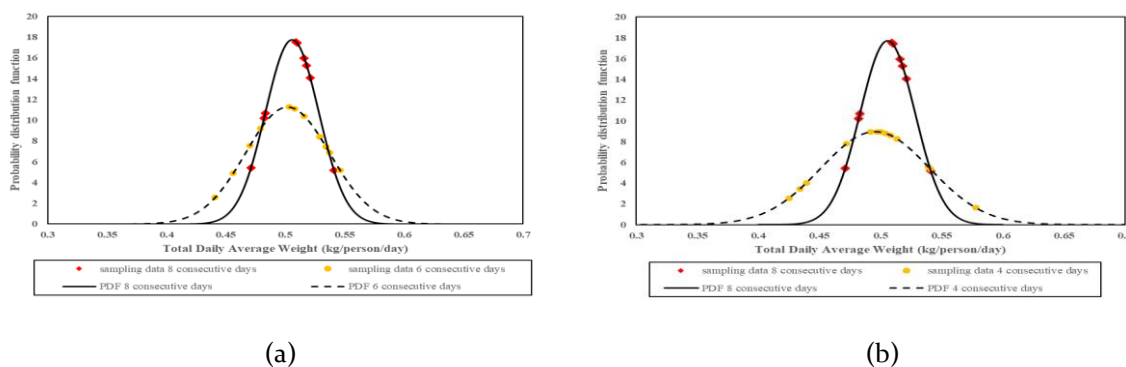 20
18
16
14
12
10
8
6
4
2
0
Probability distribution function
0.3 0.35 0.4 0.45 0.5 0.55 0.6 0.65 0.7
Total Daily Average Weight (kg/person/day)
sampling data 8 consecutive days sampling data 6 consecutive days
PDF 8 consecutive days PDF 6 consecutive days
(a)
20
18
16
14
12
10
8
6
4
2
0
Probability distribution function
0.3 0.35 0.4 0.45 0.5 0.55 0.6 0.65
Total Daily Average Weight (kg/person/day)
sampling data 8 consecutive days sampling data 4 consecutive days
PDF 8 consecutive days PDF 4 consecutive days
(b)